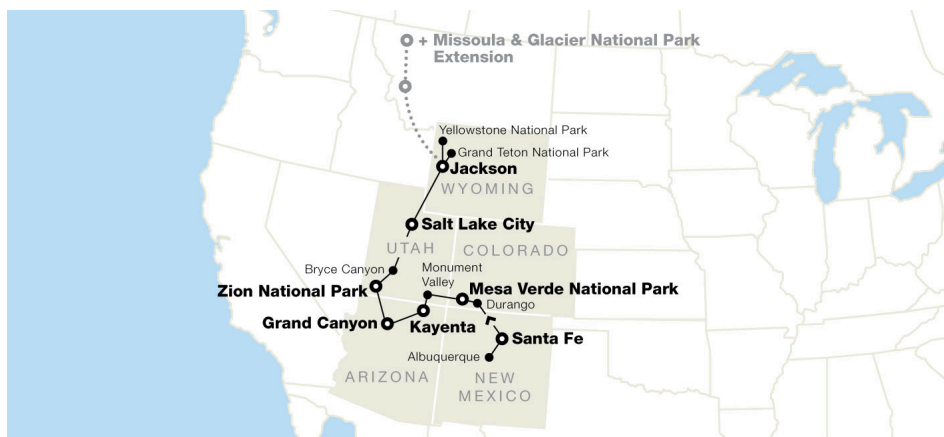 + Missoula & Glacier National Park
Extension
Yellowstone National Park
Grand Teton National Park
Jackson
WYOMING
Salt Lake City
UTAH
COLORADO
Bryce Canyon
Monument
Valley
Zion National Park
Mesa Verde National Park
Durango
Grand Canyon
Kayenta
Santa Fe
Albuquerque
ARIZONA
NEW
MEXICO